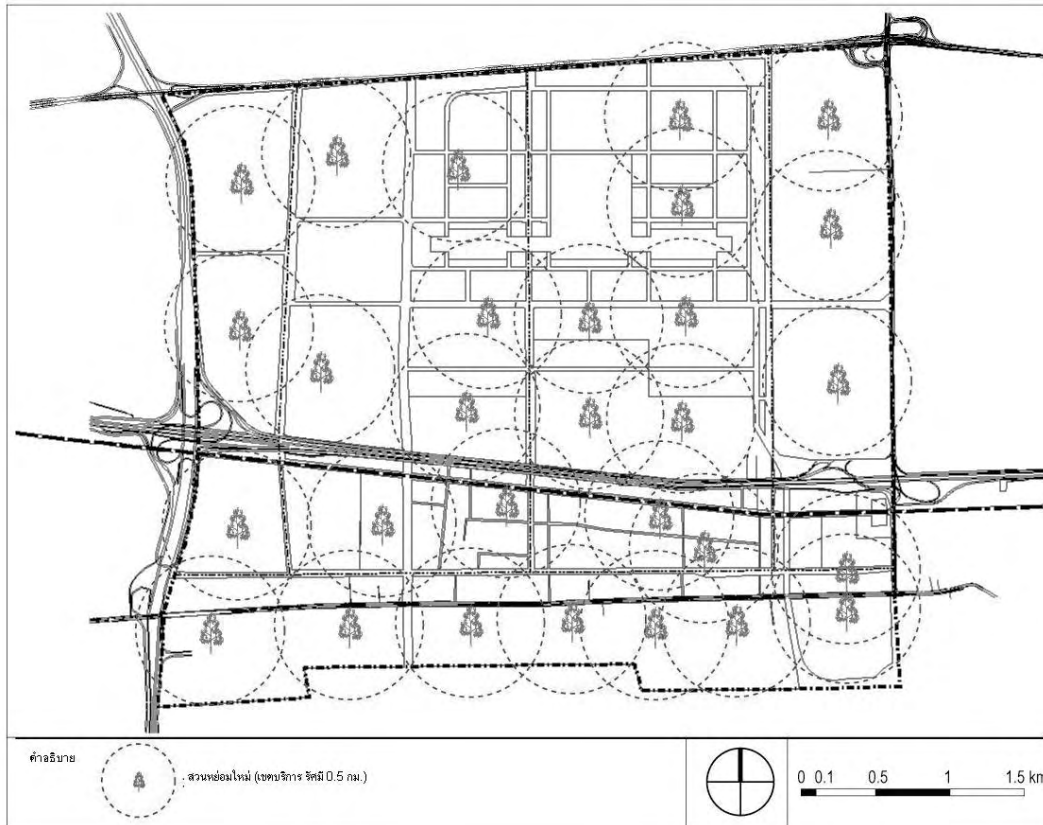 คำอธิบาย
สวนหย่อมใหม่ (เขตบริการ รัศมี 0.5 กม.)
0 0.1 0.5 1 1.5 km